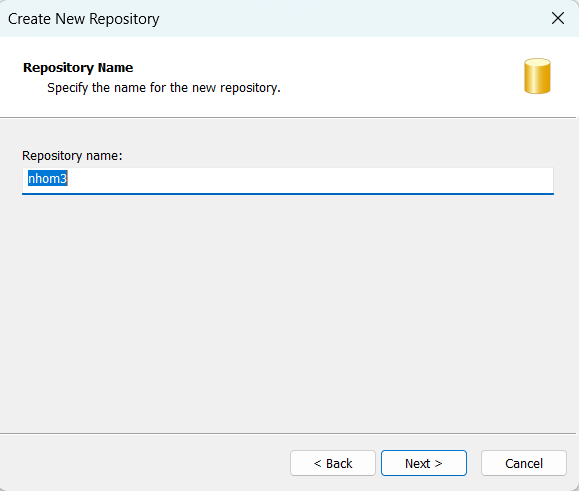 Create New Repository
Repository Name
Specify the name for the new repository.
Repository name:
nhom3
< Back
Next >
Cancel